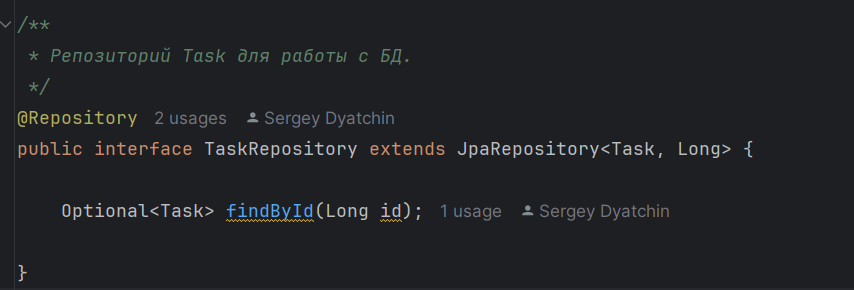 /**
 * Репозиторий Task для работы с БД.
 */
@Repository 2 usages Sergey Dyatchin
public interface TaskRepository extends JpaRepository<Task, Long> {
Optional<Task> findById(Long id); 1 usage Sergey Dyatchin
}